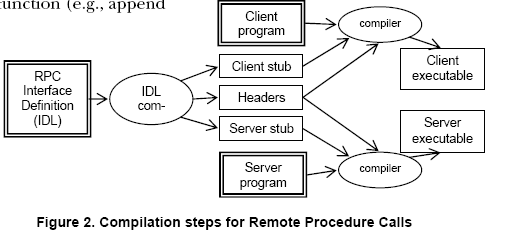 function (e.g., append
Client
program
compiler
Client stub
Client
executable
RPC
Interface
Definition
(IDL)
IDL
com-
Headers
Server stub
Server
executable
Server
program
compiler
Figure 2. Compilation steps for Remote Procedure Calls